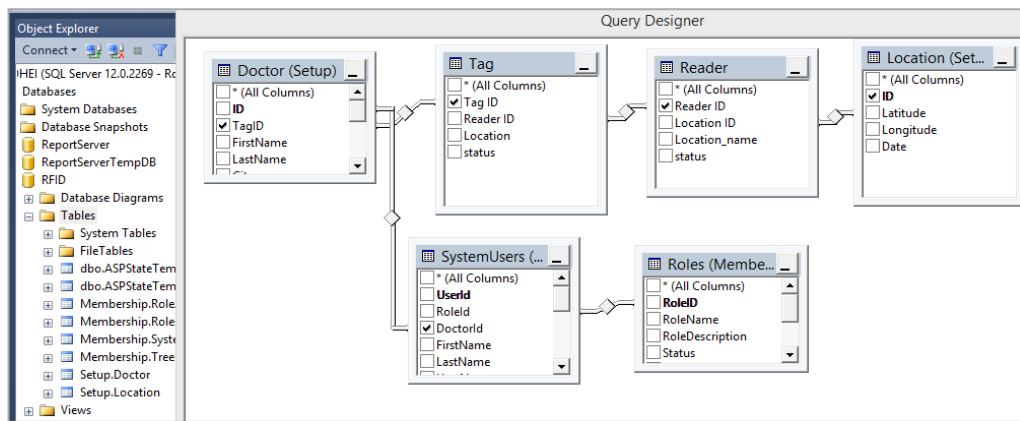 Query Designer
Object Explorer
Connect
HEI (SQL Server 12.0.2269 - Ro
Databases
System Databases
Database Snapshots
ReportServer
ReportServerTempDB
RFID
Database Diagrams
Tables
System Tables
FileTables
dbo.ASPStateTem
dbo.ASPStateTem
Membership.Role
Membership.Role
Membership.Syst
Membership.Tree
Setup.Doctor
Setup.Location
Views
Doctor (Setup)
* (All Columns)
ID
TagID
FirstName
LastName
Tag
* (All Columns)
Tag ID
Reader ID
Location
status
Reader
* (All Columns)
Reader ID
Location ID
Location_name
status
Location (Set...
* (All Columns)
ID
Latitude
Longitude
Date
SystemUsers (...
* (All Columns)
UserId
RoleId
DoctorId
FirstName
LastName
Roles (Membe...
* (All Columns)
RoleID
RoleName
RoleDescription
Status